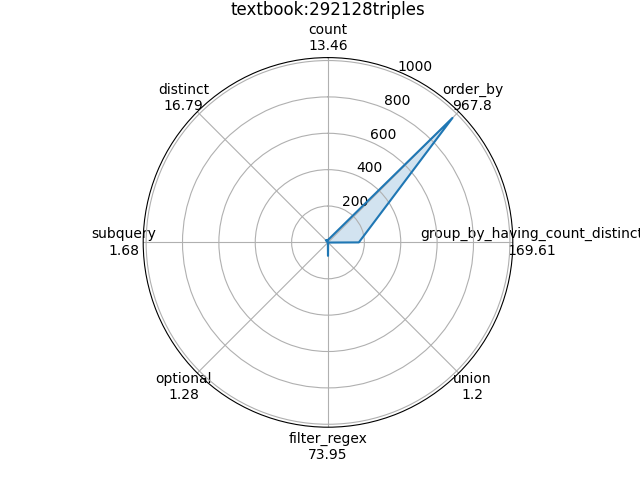 textbook:292128triples
count
13.46
1000
distinct
16.79
800
order_by
967.8
600
400
200
subquery
1.68
group_by_having_count_distinct
169.61
optional
1.28
union
1.2
filter_regex
73.95